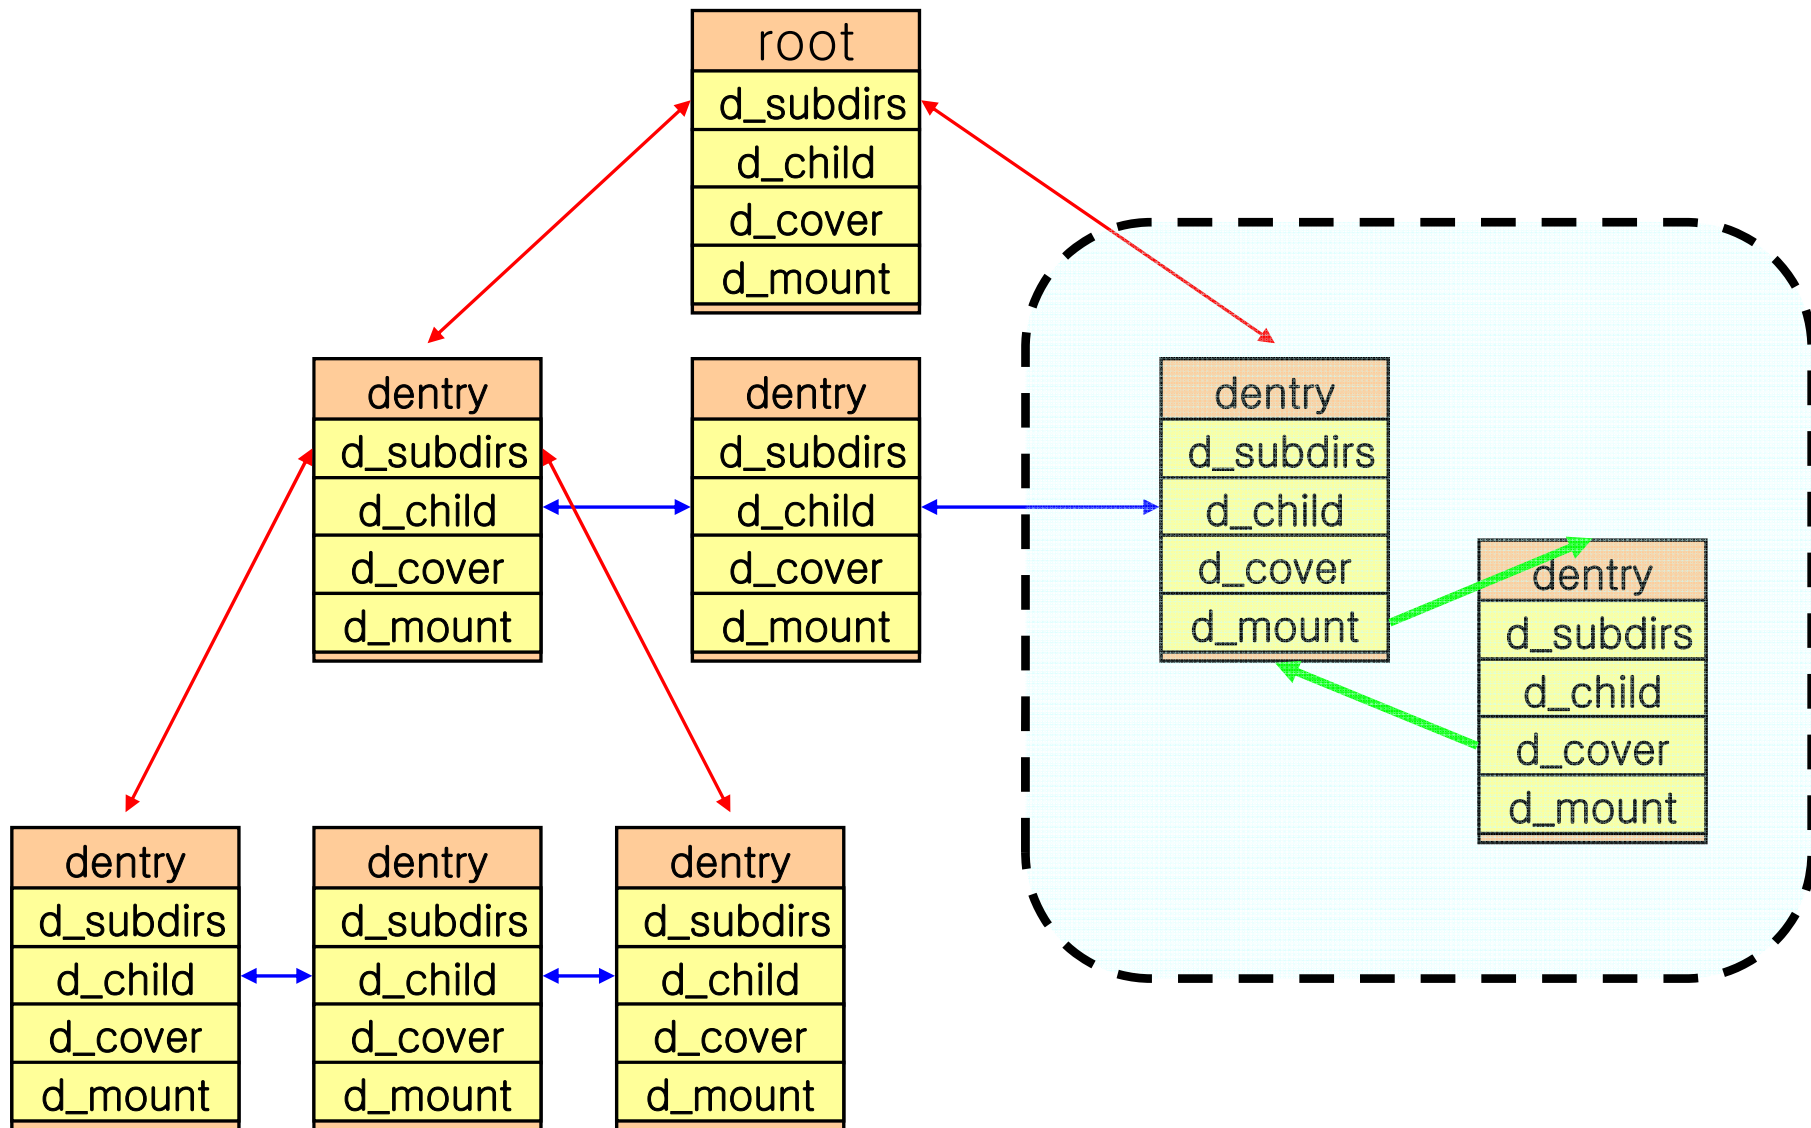 root
d_subdirs
d_child
d_cover
d_mount
dentry
d_subdirs
d_child
d_cover
d_mount
dentry
d_subdirs
d_child
d_cover
d_mount
dentry
d_subdirs
d_child
d_cover
d_mount
dentry
d_subdirs
d_child
d_cover
d_mount
dentry
d_subdirs
d_child
d_cover
d_mount
dentry
d_subdirs
d_child
d_cover
d_mount
dentry
d_subdirs
d_child
d_cover
d_mount